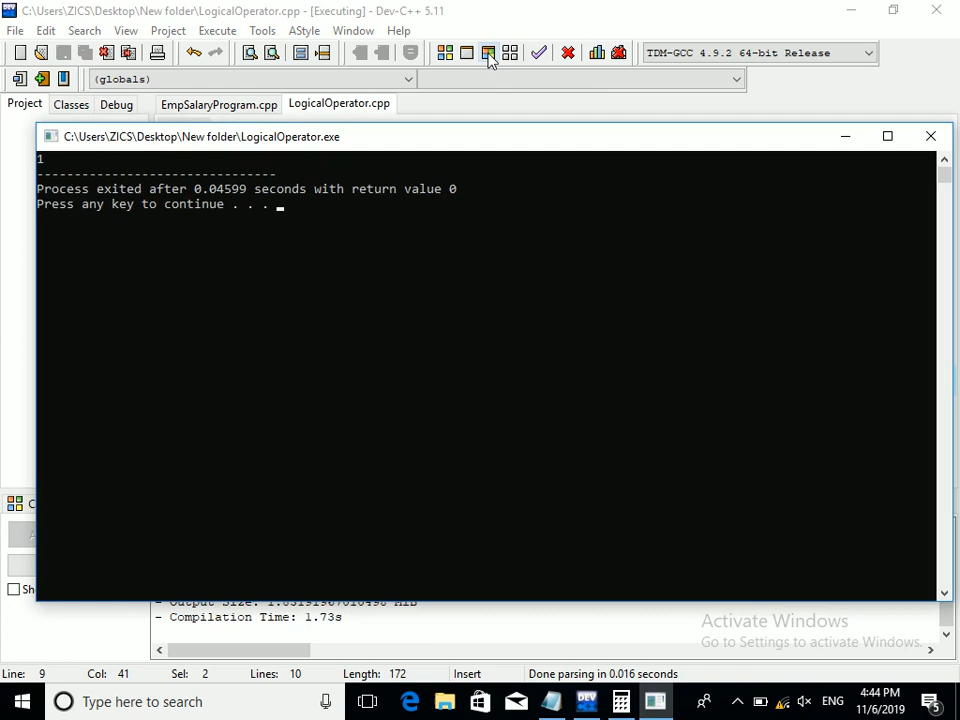 C:\Users\ZICS\Desktop\New folder\LogicalOperator.cpp - [Executing] - Dev-C++ 5.11
File Edit Search View Project Execute Tools AStyle Window Help
TDM-GCC 4.9.2 64-bit Release
(globals)
Project Classes Debug EmpSalaryProgram.cpp LogicalOperator.cpp
C:\Users\ZICS\Desktop\New folder\LogicalOperator.exe
1
--------------------------------
Process exited after 0.04599 seconds with return value 0
Press any key to continue . . .
- Compilation Time: 1.73s
Activate Windows
Go to Settings to activate Windows.
Line: 9 Col: 41 Sel: 2 Lines: 10 Length: 172 Insert Done parsing in 0.016 seconds
Type here to search
ENG
4:44 PM
11/6/2019
5